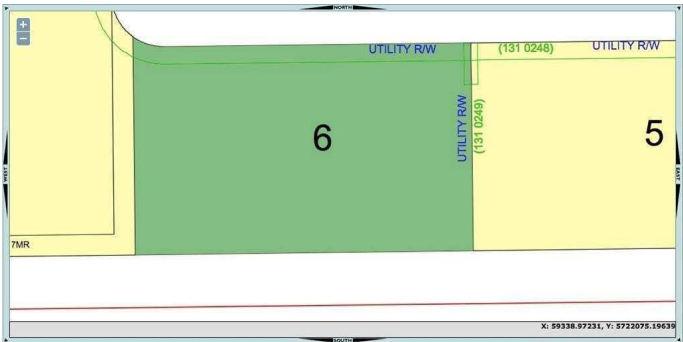 NORTH
+
−
UTILITY R/W
(131 0248)
UTILITY R/W
UTILITY R/W
(131 0249)
6
5
WEST
EAST
7MR
X: 59338.97231, Y: 5722075.19639
SOUTH